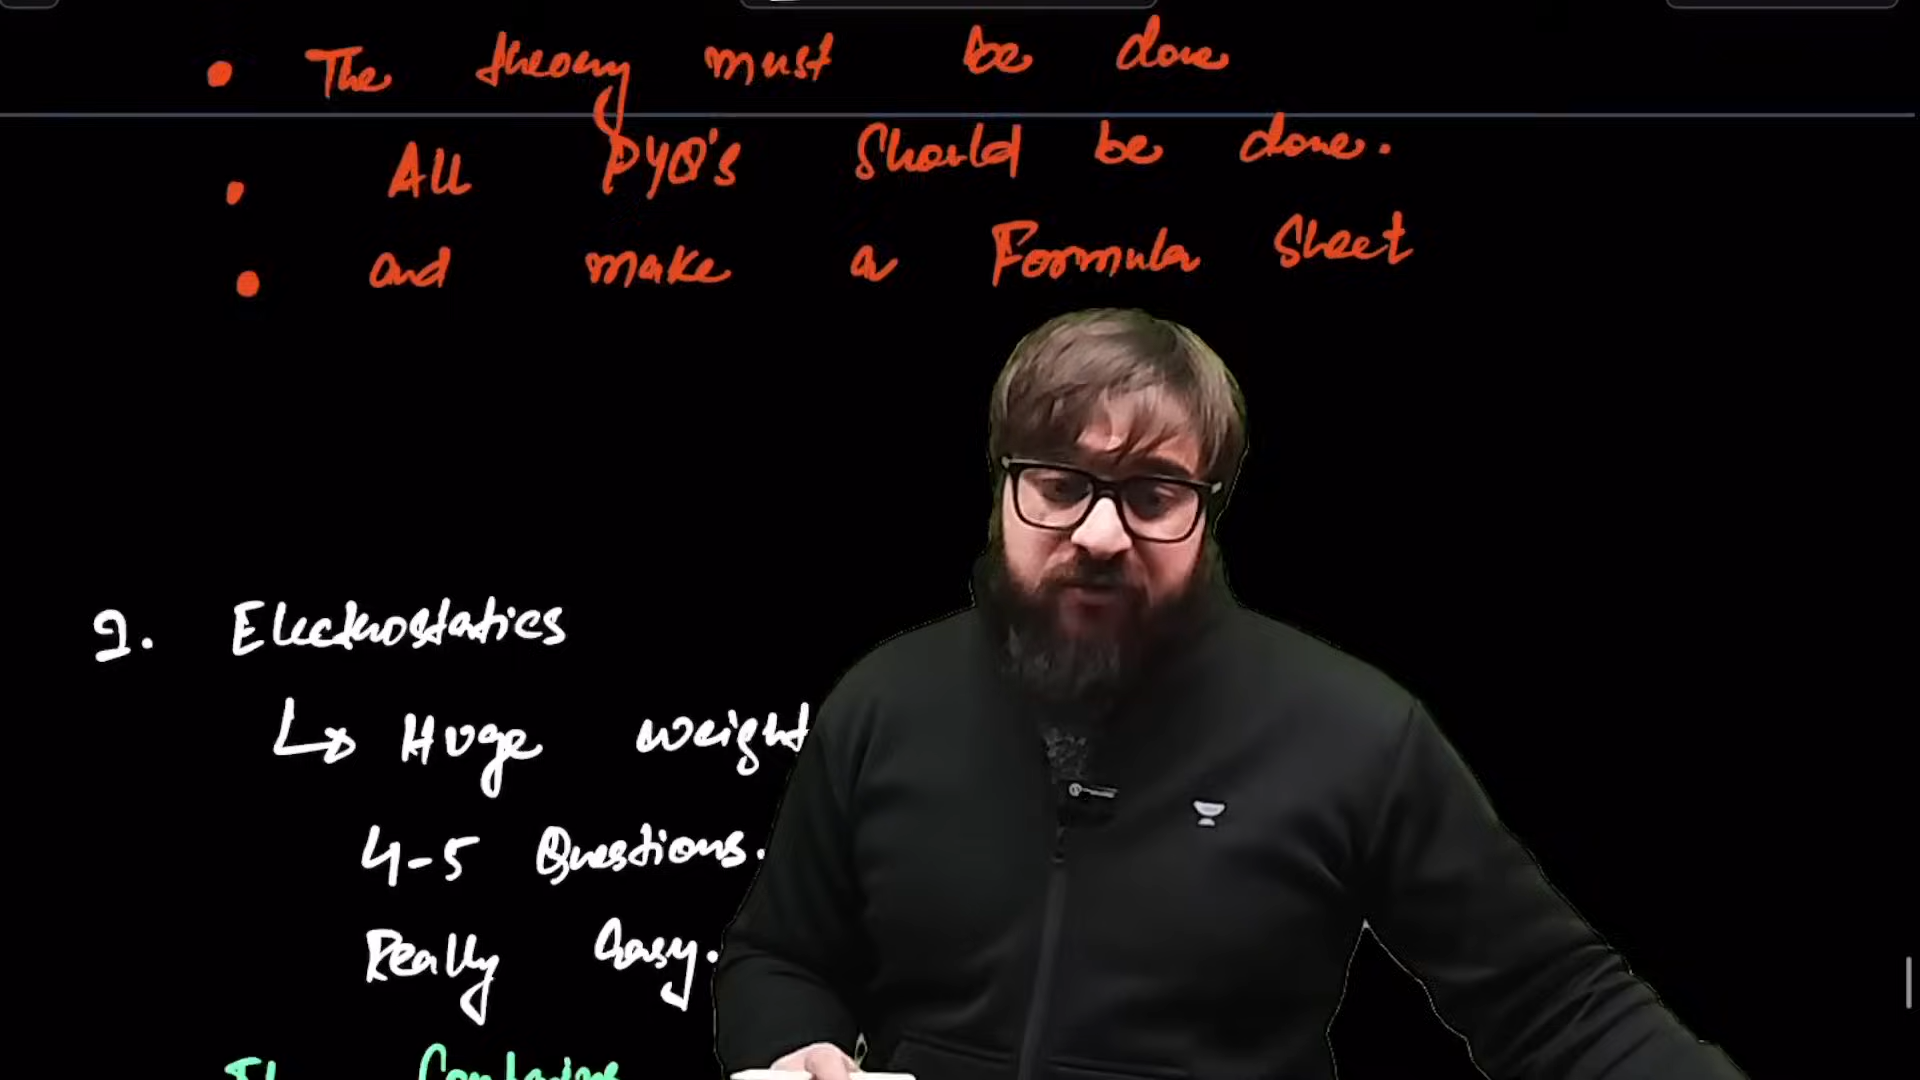 • The theory must be done
• All PYQ's should be done.
• and make a Formula Sheet
2. Electrostatics
↳ Huge weight
4-5 Questions.
Really easy.